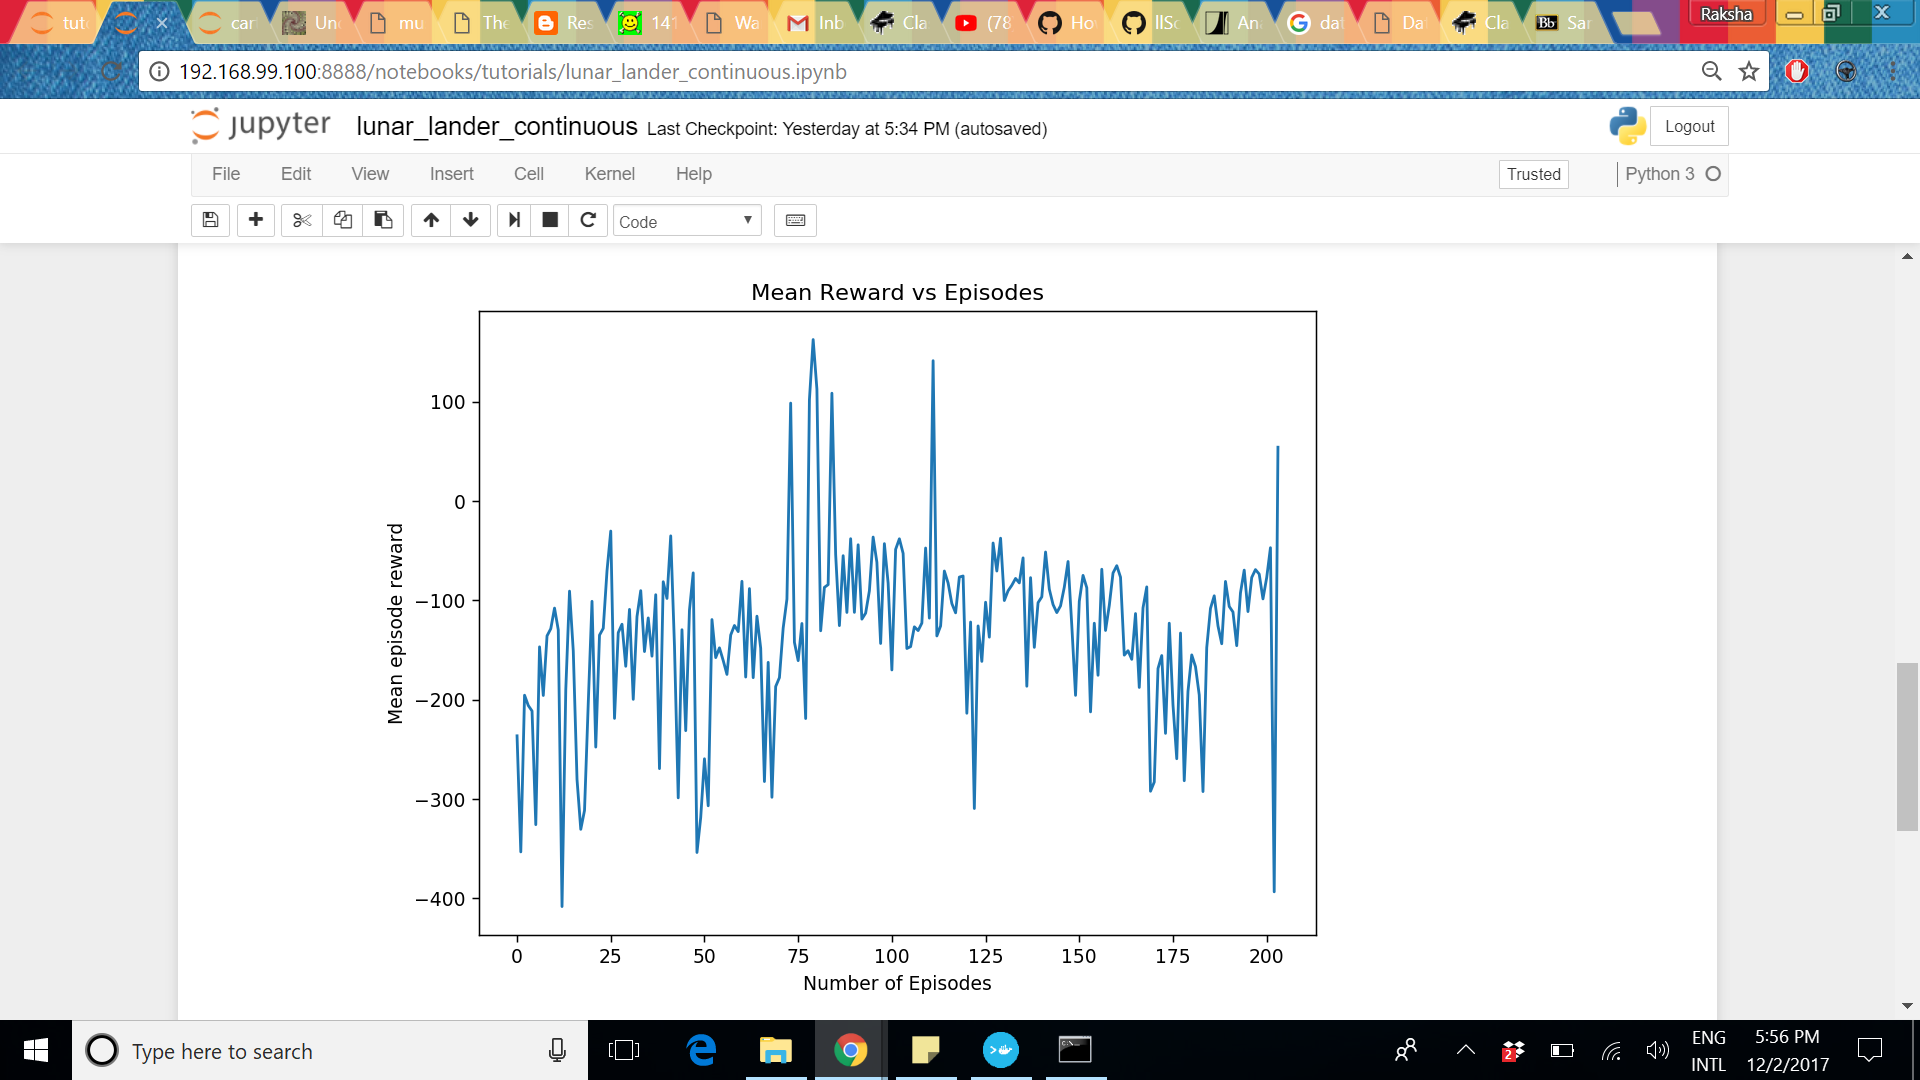 tut
car
Un
mu
The
Res
141
Wa
Inb
Cla
(78
Ho
llSc
An
dat
Da
Cla
Bb
Sar
Raksha
192.168.99.100:8888/notebooks/tutorials/lunar_lander_continuous.ipynb
jupyter lunar_lander_continuous Last Checkpoint: Yesterday at 5:34 PM (autosaved)
Logout
File Edit View Insert Cell Kernel Help
Trusted
Python 3
Code
Mean Reward vs Episodes
100
0
−100
−200
−300
−400
Mean episode reward
0 25 50 75 100 125 150 175 200
Number of Episodes
Type here to search
2
ENG
INTL
5:56 PM
12/2/2017